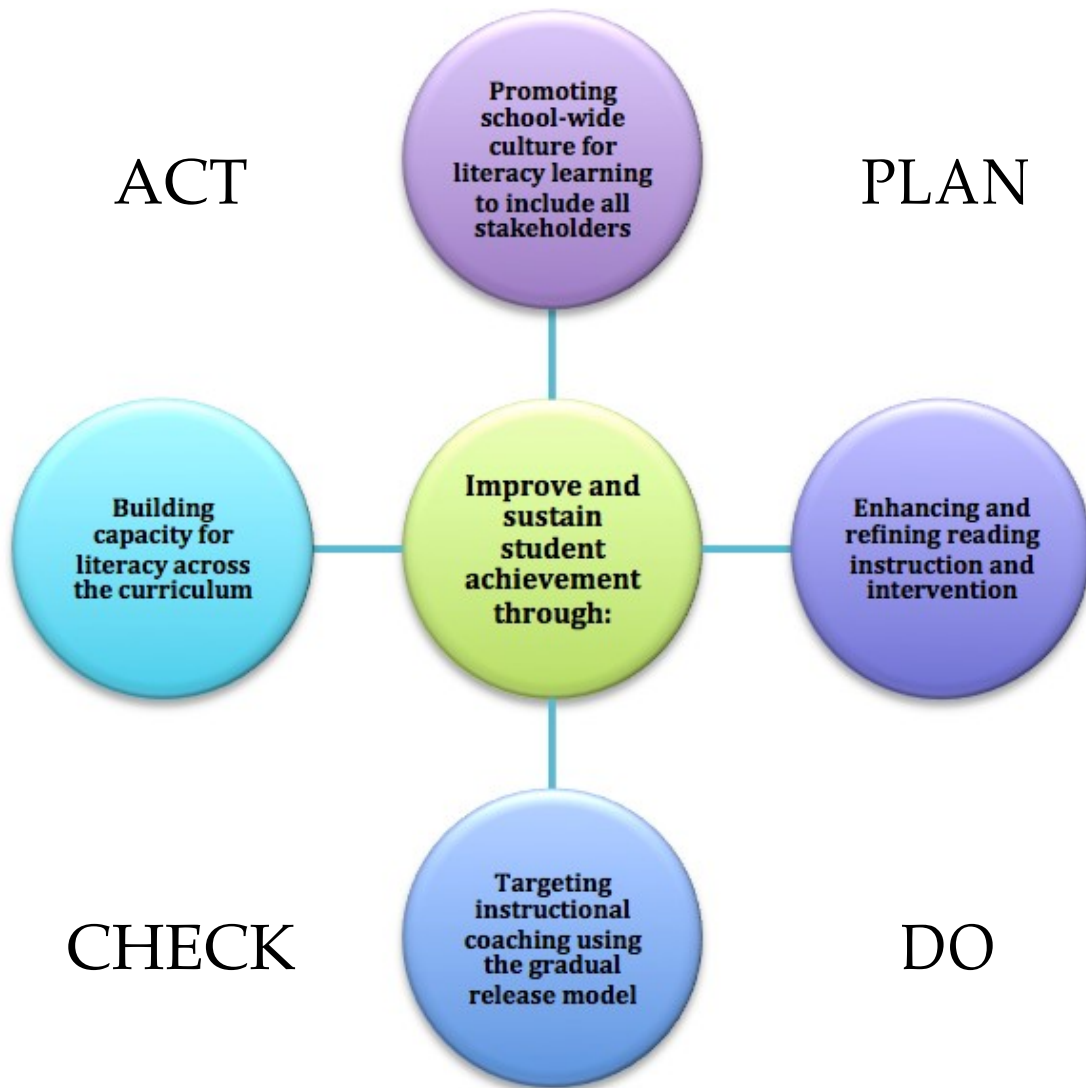 Promoting
school-wide
culture for
literacy learning
to include all
stakeholders
ACT
PLAN
Building
capacity for
literacy across
the curriculum
Improve and
sustain
student
achievement
through:
Enhancing and
refining reading
instruction and
intervention
Targeting
instructional
coaching using
the gradual
release model
CHECK
DO